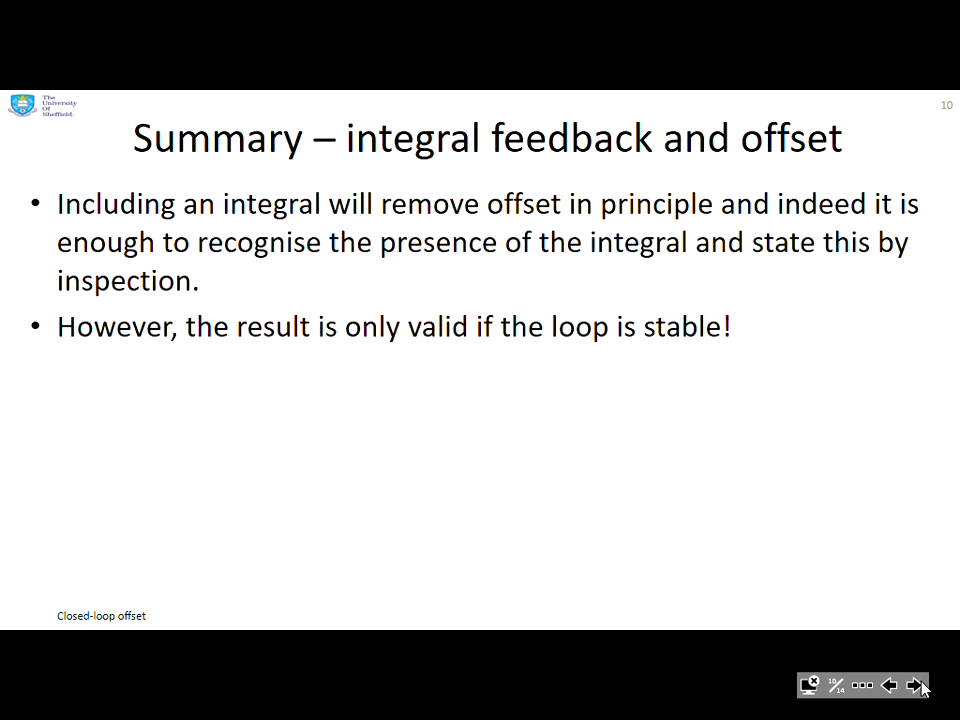 The
University
Of
Sheffield.
10
Summary – integral feedback and offset
• Including an integral will remove offset in principle and indeed it is
enough to recognise the presence of the integral and state this by
inspection.
• However, the result is only valid if the loop is stable!
Closed-loop offset
10/14